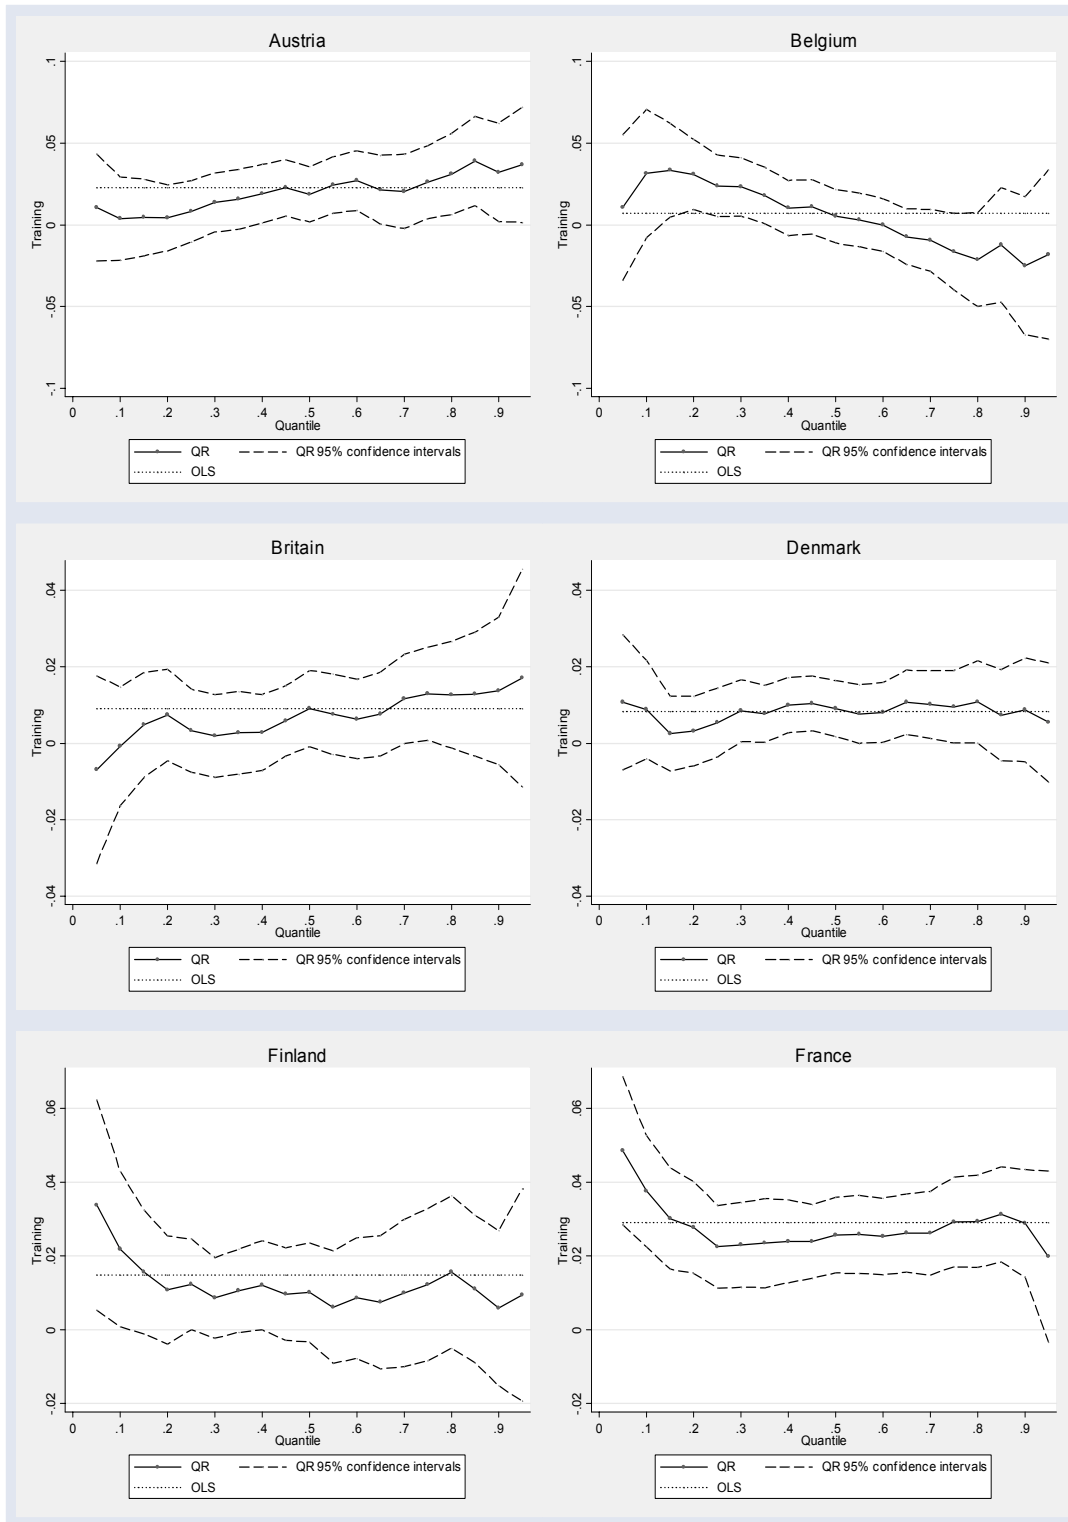 Austria
.1
.05
0
-.05
-.1
Training
0 .1 .2 .3 .4 .5 .6 .7 .8 .9
Quantile
QR QR 95% confidence intervals
OLS
Belgium
.1
.05
0
-.05
-.1
Training
0 .1 .2 .3 .4 .5 .6 .7 .8 .9
Quantile
QR QR 95% confidence intervals
OLS
Britain
.04
.02
0
-.02
-.04
Training
0 .1 .2 .3 .4 .5 .6 .7 .8 .9
Quantile
QR QR 95% confidence intervals
OLS
Denmark
.04
.02
0
-.02
-.04
Training
0 .1 .2 .3 .4 .5 .6 .7 .8 .9
Quantile
QR QR 95% confidence intervals
OLS
Finland
.06
.04
.02
0
-.02
Training
0 .1 .2 .3 .4 .5 .6 .7 .8 .9
Quantile
QR QR 95% confidence intervals
OLS
France
.06
.04
.02
0
-.02
Training
0 .1 .2 .3 .4 .5 .6 .7 .8 .9
Quantile
QR QR 95% confidence intervals
OLS